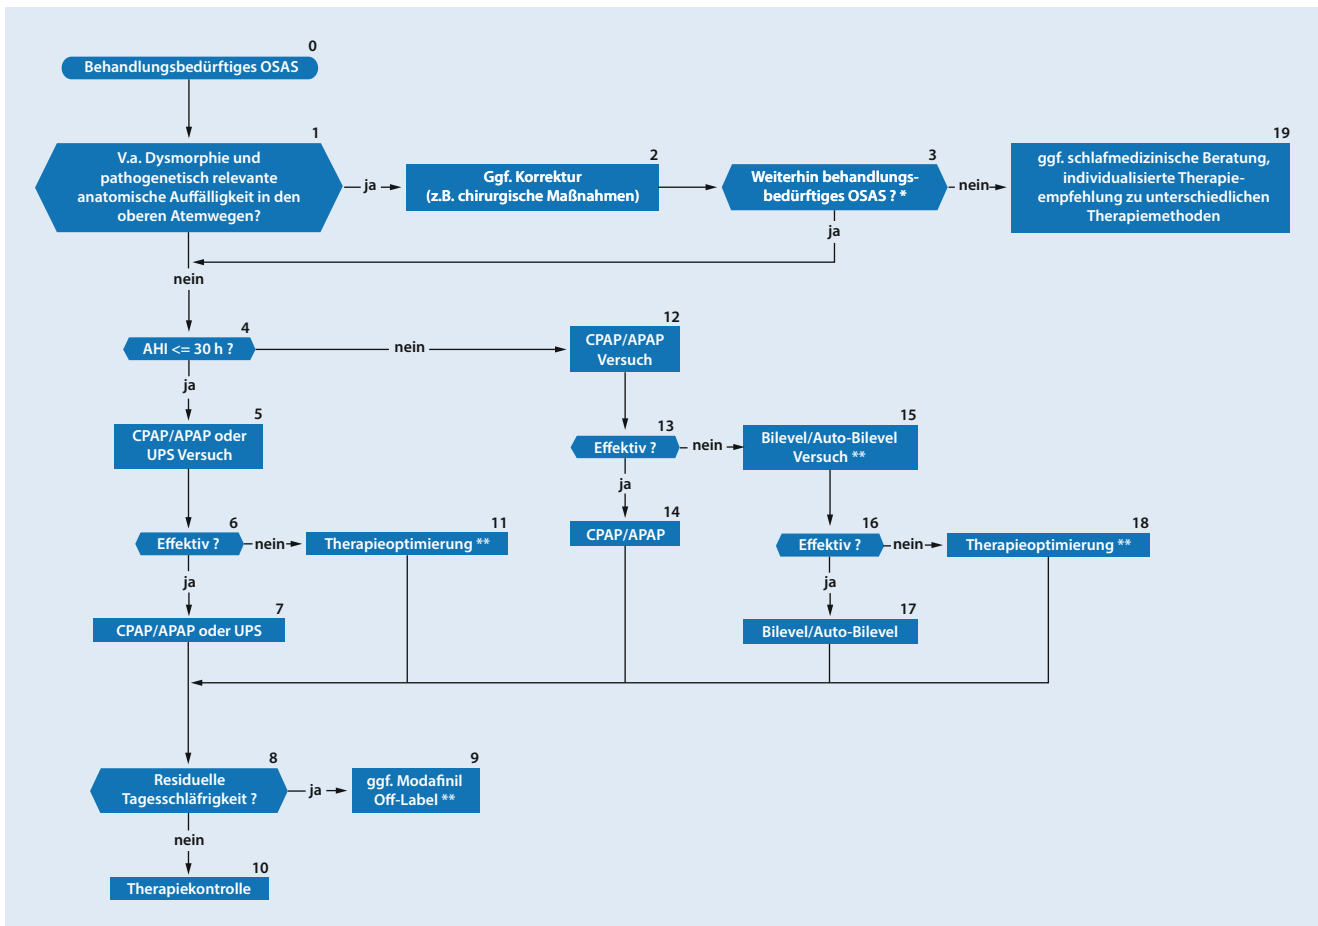 0
Behandlungsbedürftiges OSAS
1
V.a. Dysmorphie und
pathogenetisch relevante
anatomische Auffälligkeit in den
oberen Atemwegen?
ja
2
Ggf. Korrektur
(z.B. chirurgische Maßnahmen)
3
Weiterhin behandlungs-
bedürftiges OSAS ? *
nein
19
ggf. schlafmedizinische Beratung,
individualisierte Therapie-
empfehlung zu unterschiedlichen
Therapiemethoden
ja
nein
4
AHI <= 30 h ?
nein
12
CPAP/APAP
Versuch
ja
5
CPAP/APAP oder
UPS Versuch
13
Effektiv ?
nein
15
Bilevel/Auto-Bilevel
Versuch **
ja
6
Effektiv ?
nein
11
Therapieoptimierung **
14
CPAP/APAP
16
Effektiv ?
nein
18
Therapieoptimierung **
ja
ja
7
CPAP/APAP oder UPS
17
Bilevel/Auto-Bilevel
8
Residuelle
Tagesschläfrigkeit ?
ja
9
ggf. Modafinil
Off-Label **
nein
10
Therapiekontrolle